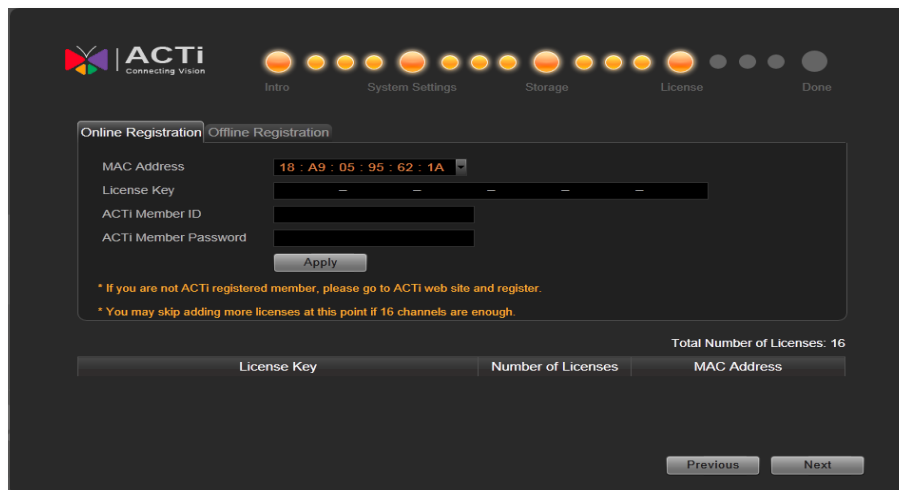 ACTi
Connecting Vision
Intro System Settings Storage License Done
Online Registration Offline Registration
MAC Address 18 : A9 : 05 : 95 : 62 : 1A
License Key – – – – –
ACTi Member ID
ACTi Member Password
Apply
* If you are not ACTi registered member, please go to ACTi web site and register.
* You may skip adding more licenses at this point if 16 channels are enough.
Total Number of Licenses: 16
License Key Number of Licenses MAC Address
Previous Next